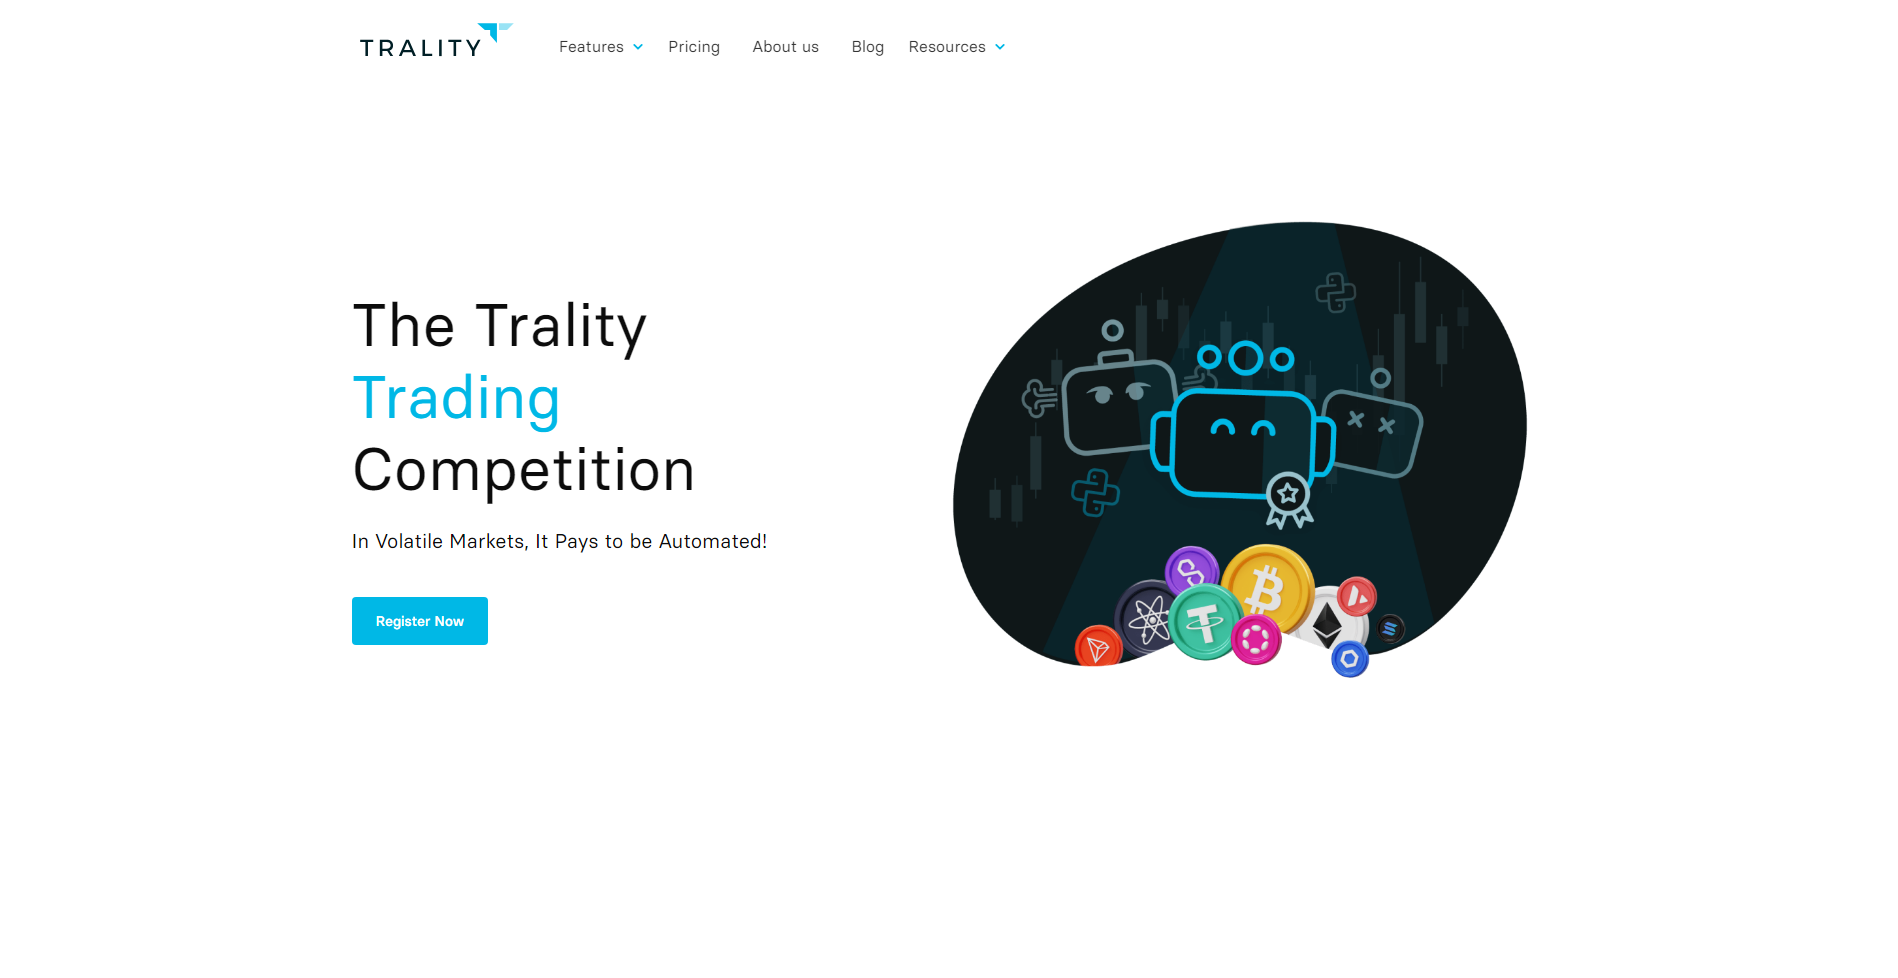 TRALITY
Features Pricing About us Blog Resources
The Trality
Trading
Competition
In Volatile Markets, It Pays to be Automated!
Register Now